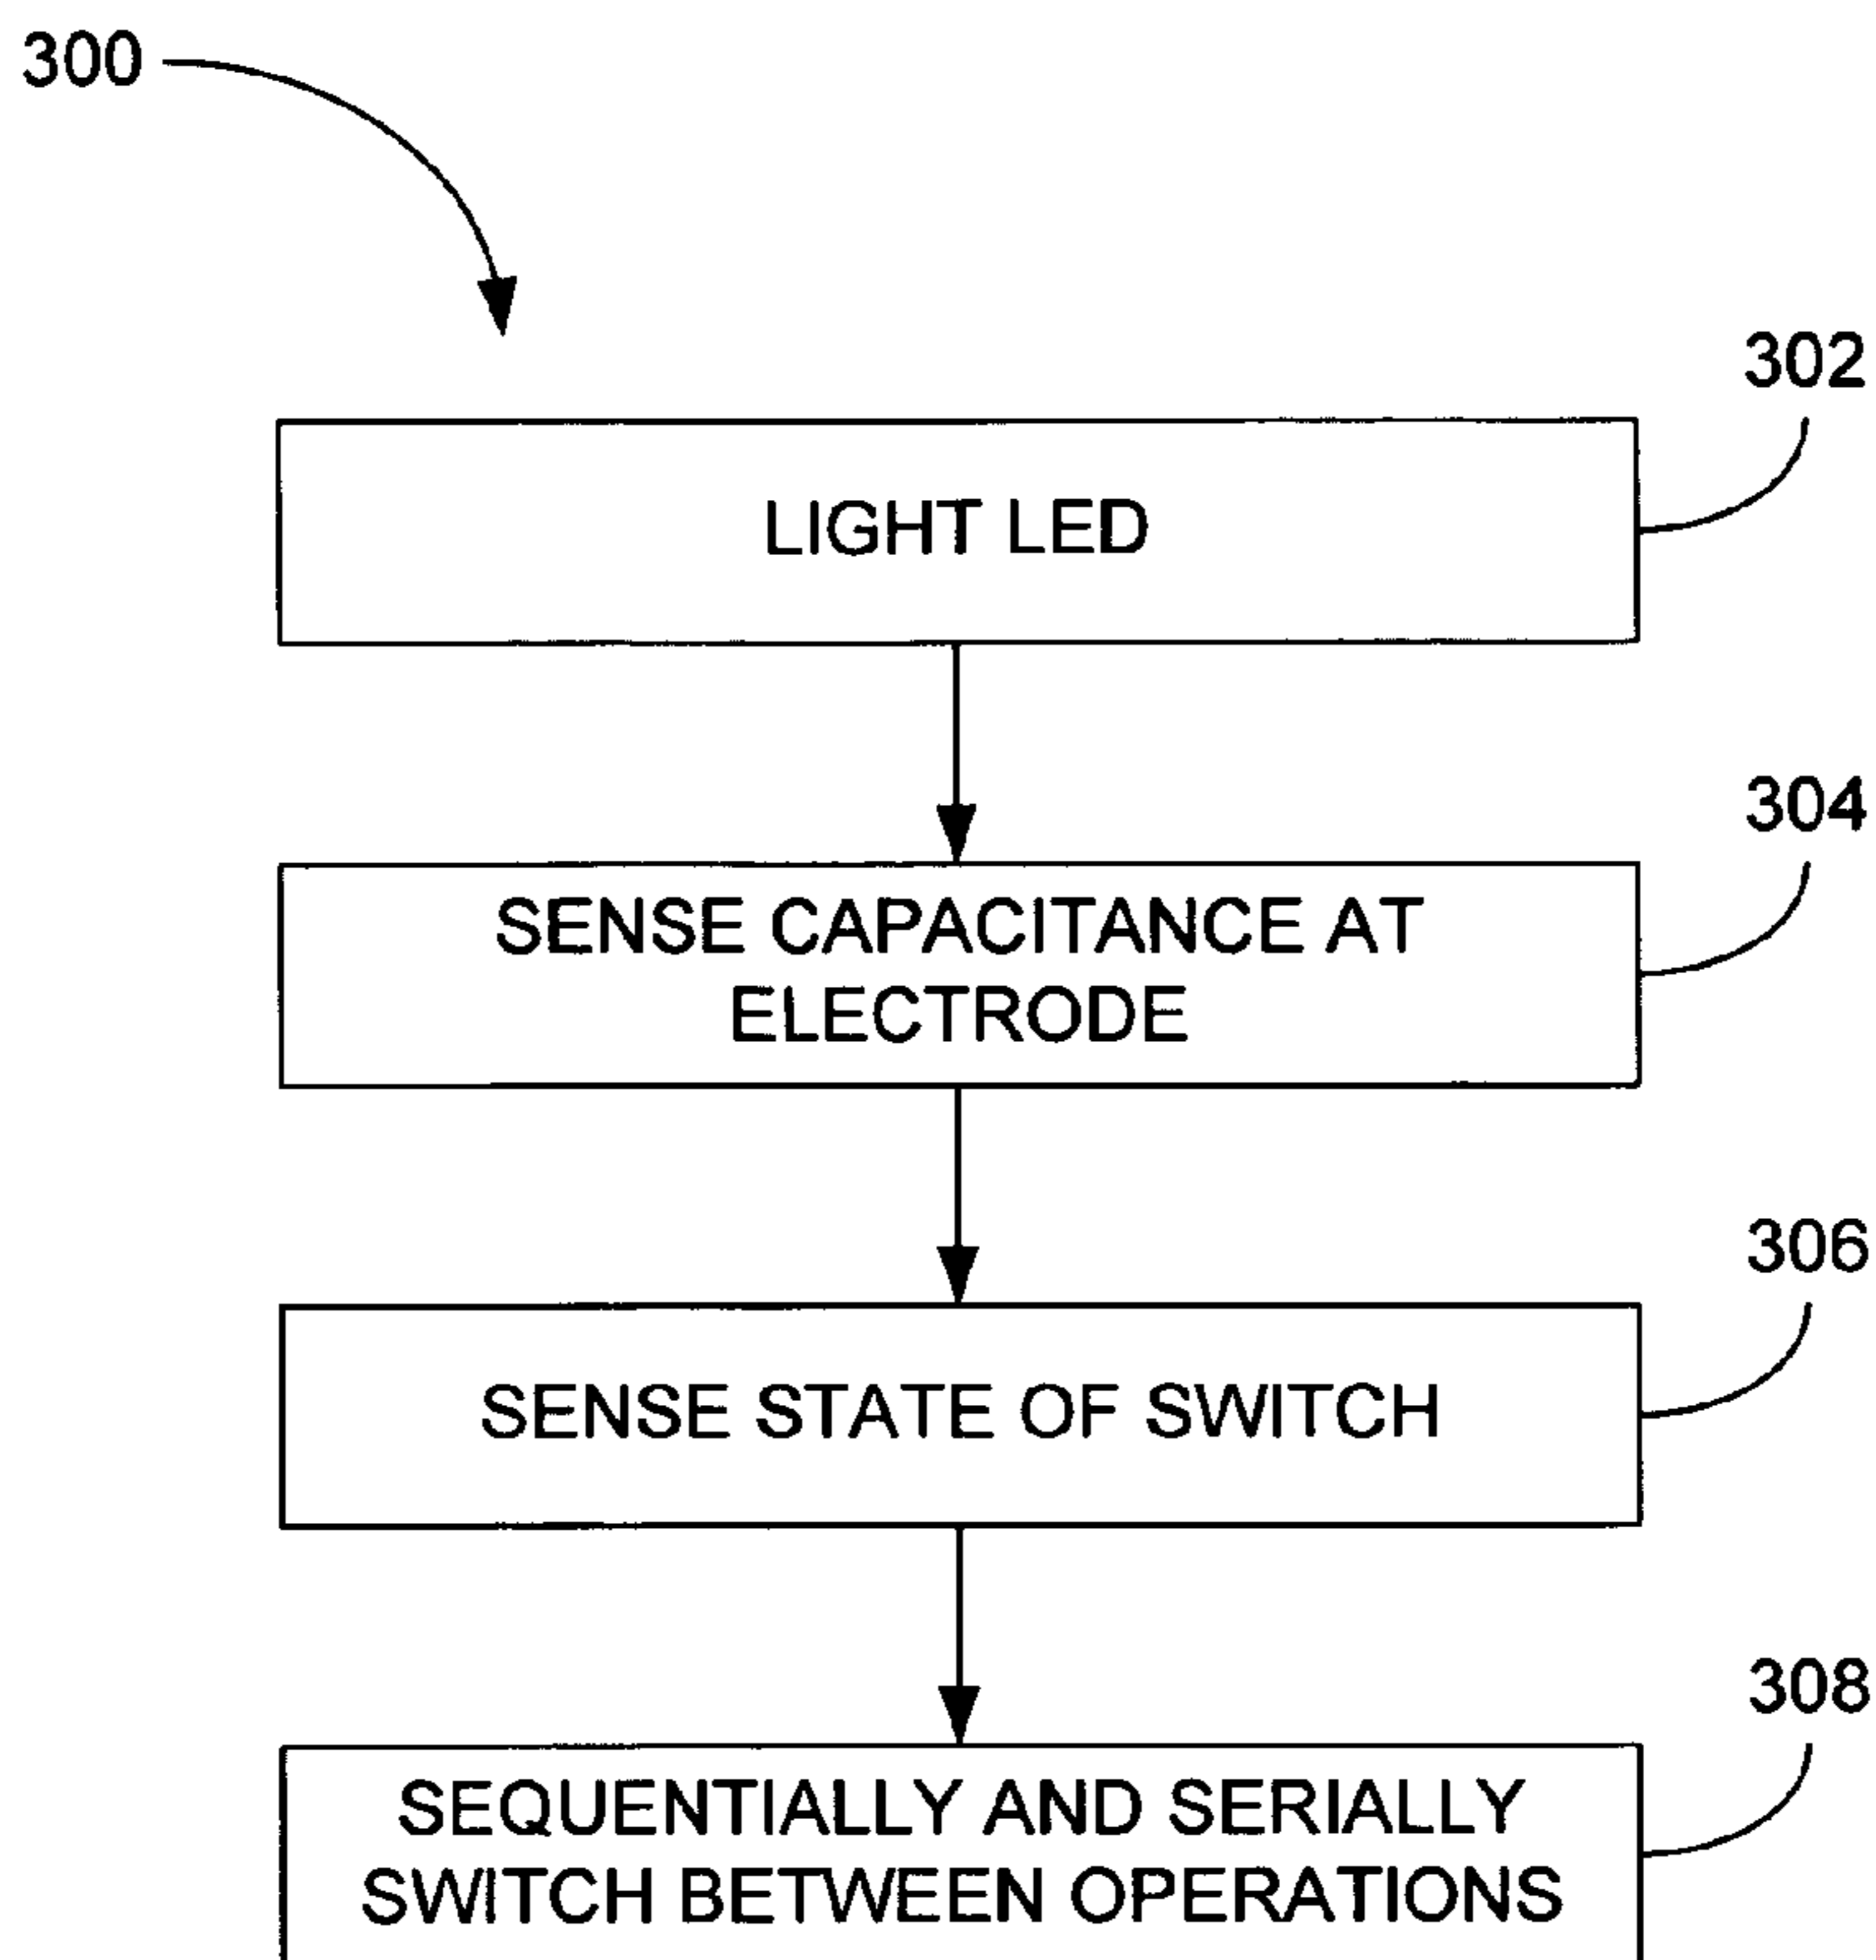 300
302
LIGHT LED
304
SENSE CAPACITANCE AT
ELECTRODE
306
SENSE STATE OF SWITCH
308
SEQUENTIALLY AND SERIALLY
SWITCH BETWEEN OPERATIONS